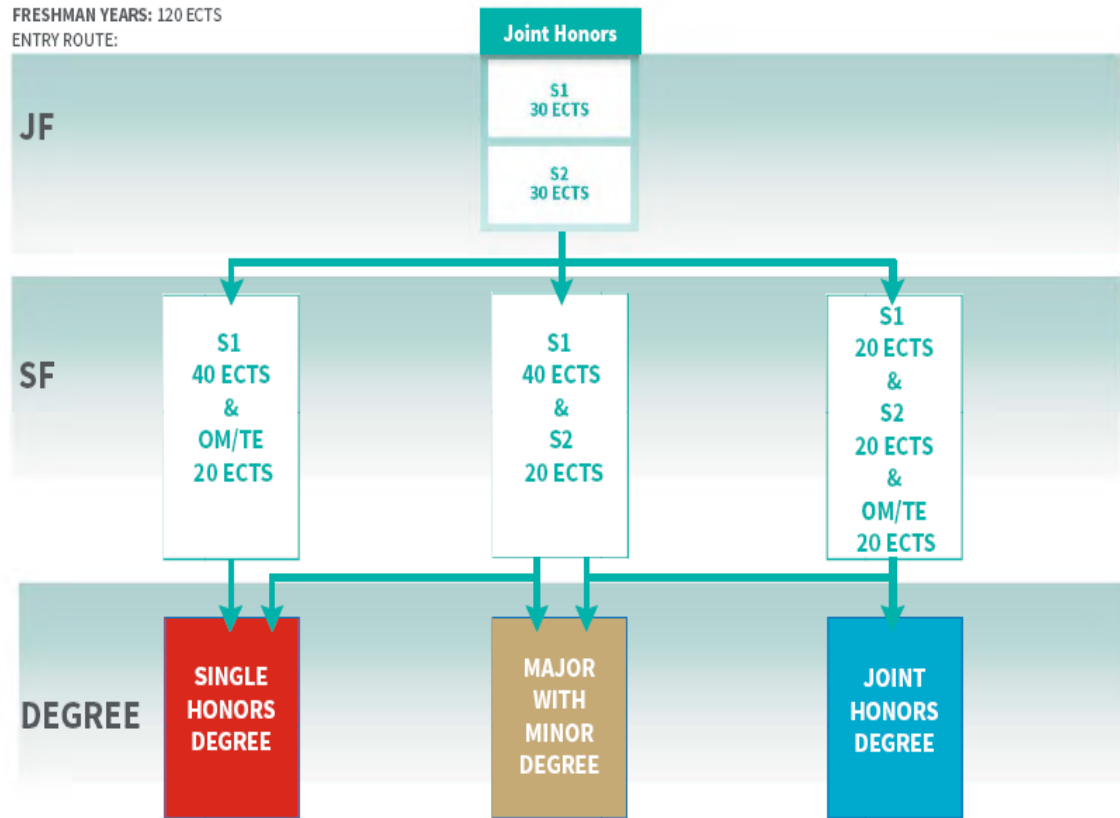 FRESHMAN YEARS: 120 ECTS
ENTRY ROUTE:
Joint Honors
JF
S1
30 ECTS
S2
30 ECTS
SF
S1
40 ECTS
&
OM/TE
20 ECTS
S1
40 ECTS
&
S2
20 ECTS
S1
20 ECTS
&
S2
20 ECTS
&
OM/TE
20 ECTS
DEGREE
SINGLE
HONORS
DEGREE
MAJOR
WITH
MINOR
DEGREE
JOINT
HONORS
DEGREE